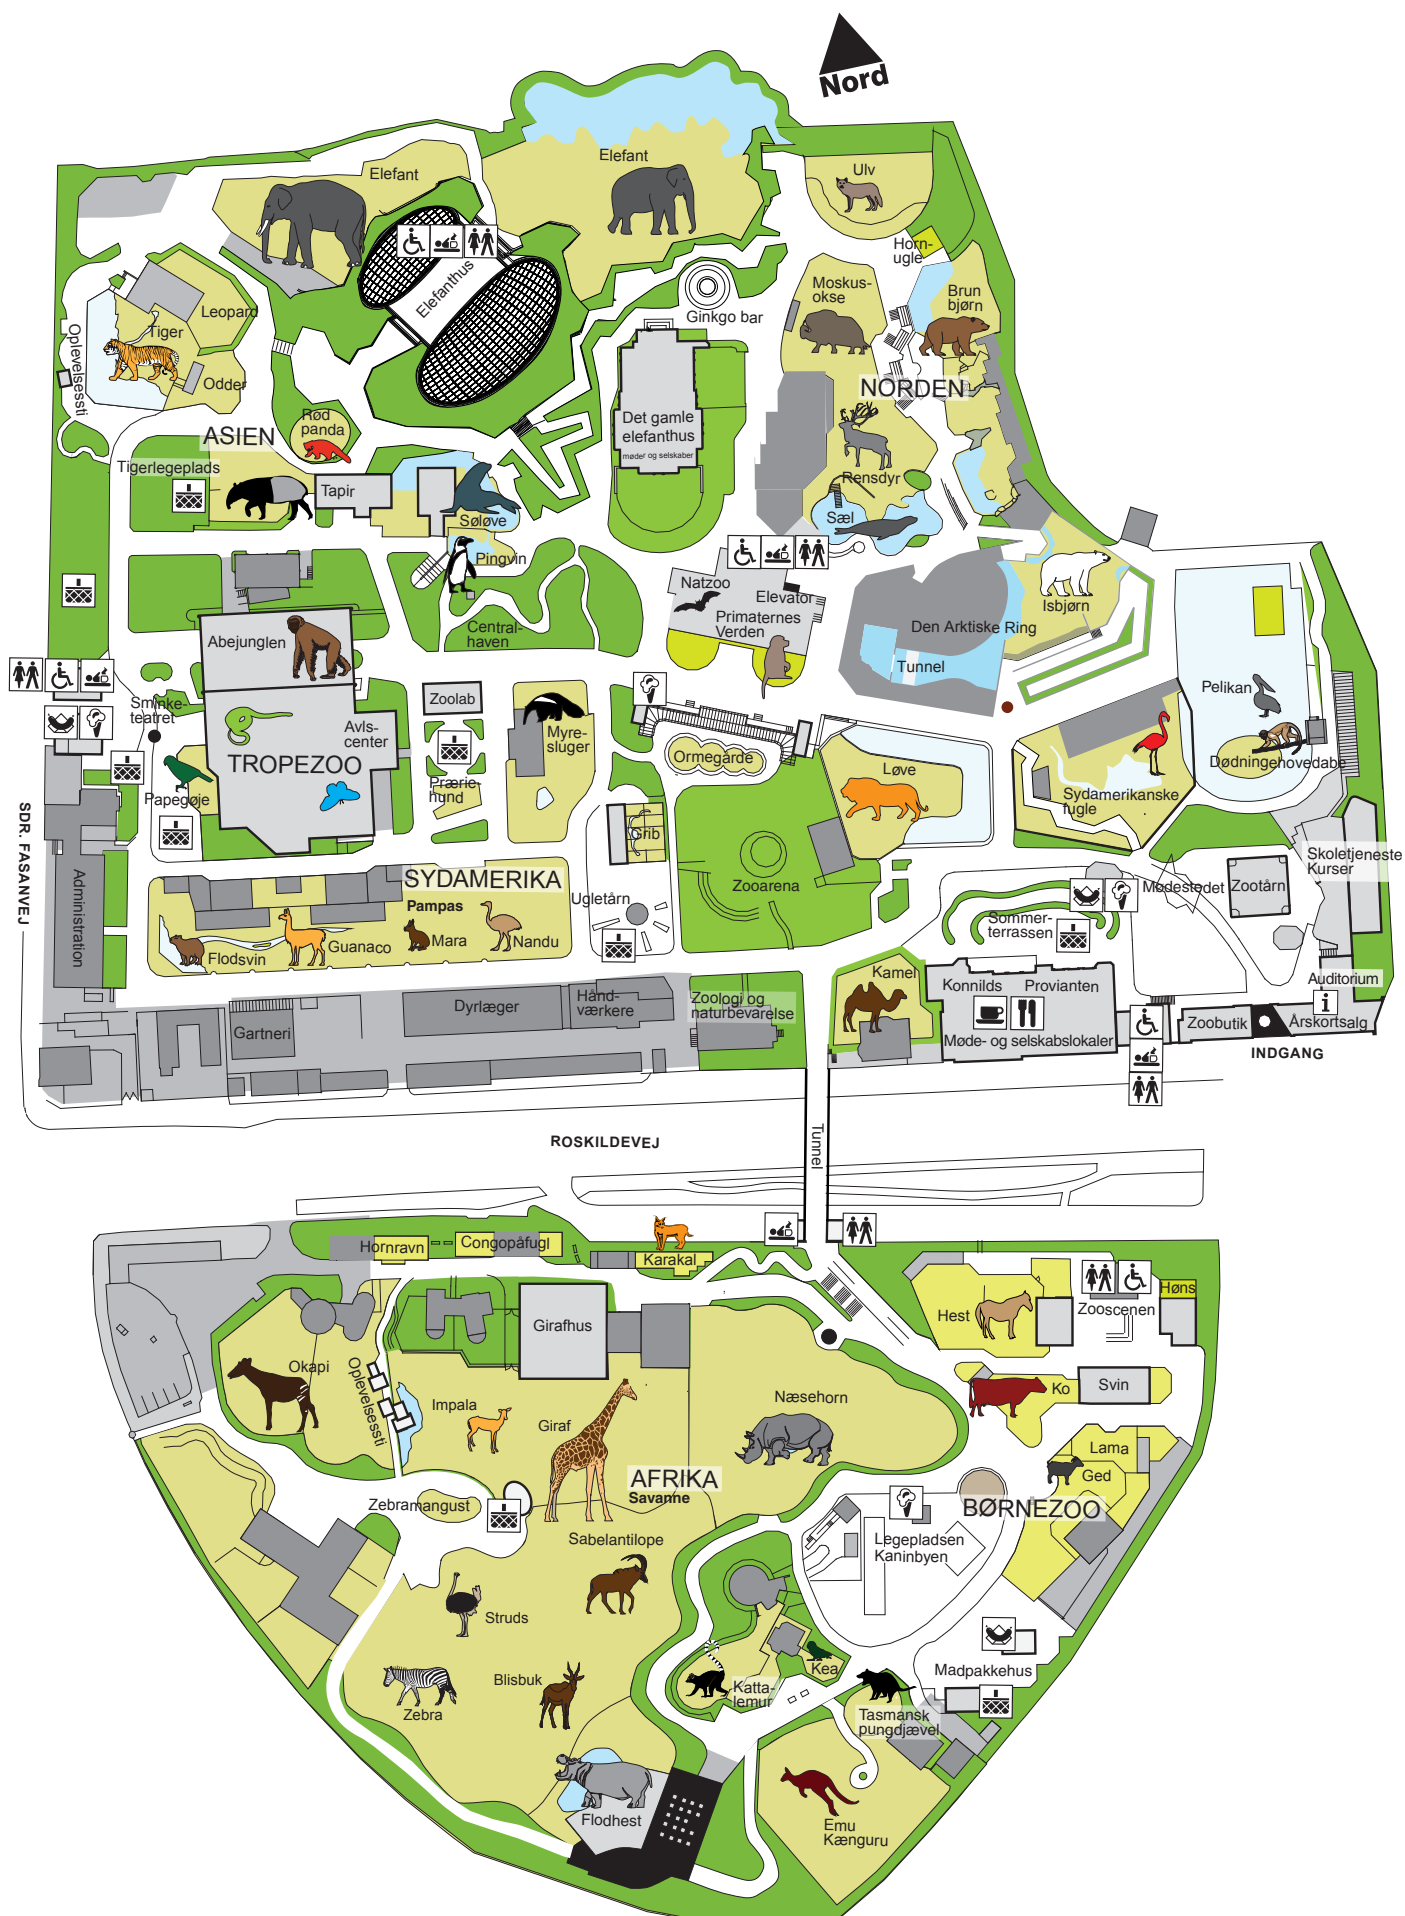 Nord
Elefant
Elefant
Ulv
Horn-
ugle
Elefanthus
Ginkgo bar
Moskus-
okse
Brun
bjørn
Leopard
Tiger
Odder
Oplevelsessti
NORDEN
Rød
panda
ASIEN
Det gamle
elefanthus
møder og selskaber
Tigerlegeplads
Tapir
Søløve
Pingvin
Rensdyr
Sæl
Natzoo
Elevator
Primaternes
Verden
Isbjørn
Den Arktiske Ring
Tunnel
Central-
haven
Abejunglen
Sminke-
teatret
Zoolab
Avls-
center
TROPEZOO
Papegøje
Myre-
sluger
Præerie-
hund
Ormegårde
Løve
Pelikan
Dødningehovedabe
Sydamerikanske
fugle
Grib
Zooarena
SDR. FASANVEJ
Administration
SYDAMERIKA
Pampas
Flodsvin
Guanaco
Mara
Nandu
Ugletårn
Mødestedet
Zootårn
Skoletjeneste
Kurser
Sommer-
terrassen
Kamel
Konnilds
Provianten
Møde- og selskabslokaler
Auditorium
i
Zoobutik
Årskortsalg
INDGANG
Gartneri
Dyrlæger
Hånd-
værkere
Zoologi og
naturbevarelse
ROSKILDEVEJ
Tunnel
Hornravn
Congopåfugl
Karakal
Girafhus
Hest
Zooscenen
Høns
Okapi
Oplevelsessti
Impala
Giraf
Næsehorn
Ko
Svin
Lama
Ged
AFRIKA
Savanne
BØRNEZOO
Zebramangust
Sabelantilope
Legepladsen
Kaninbyen
Struds
Zebra
Blisbuk
Katta-
lemur
Kea
Madpakkehus
Tasmansk
pungdjævel
Flodhest
Emu
Kænguru